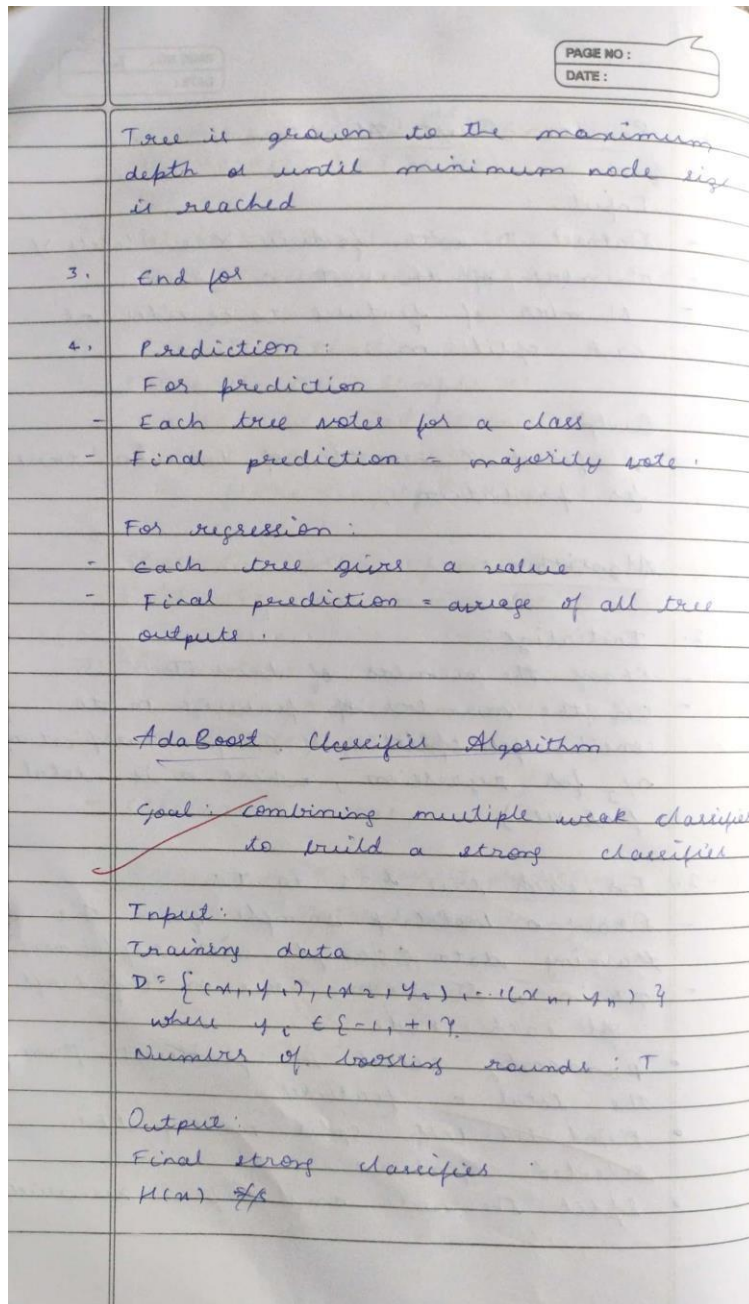 PAGE NO :
DATE :
Tree is grown to the maximum
depth or until minimum node size
is reached
3. End for
4. Prediction :
For prediction
- Each tree votes for a class
- Final prediction = majority vote .
For regression :
- Each tree gives a value
- Final prediction = average of all tree
outputs .
AdaBoost Classifier Algorithm
Goal : combining multiple weak classifier
to build a strong classifier
Input :
Training data
D = { (x₁, y₁), (x₂, y₂), ... (xₙ, yₙ) }
where yᵢ ∈ {-1, +1}.
Numbers of boosting rounds : T
Output :
Final strong classifier
H(x)